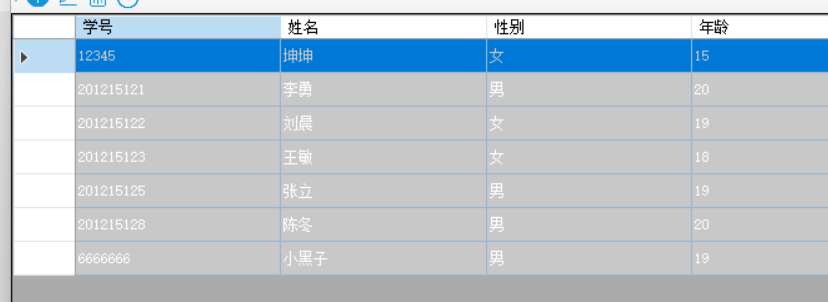 学号 姓名 性别 年龄
12345 坤坤 女 15
201215121 李勇 男 20
201215122 刘晨 女 19
201215123 王敏 女 18
201215125 张立 男 19
201215128 陈冬 男 20
6666666 小黑子 男 19